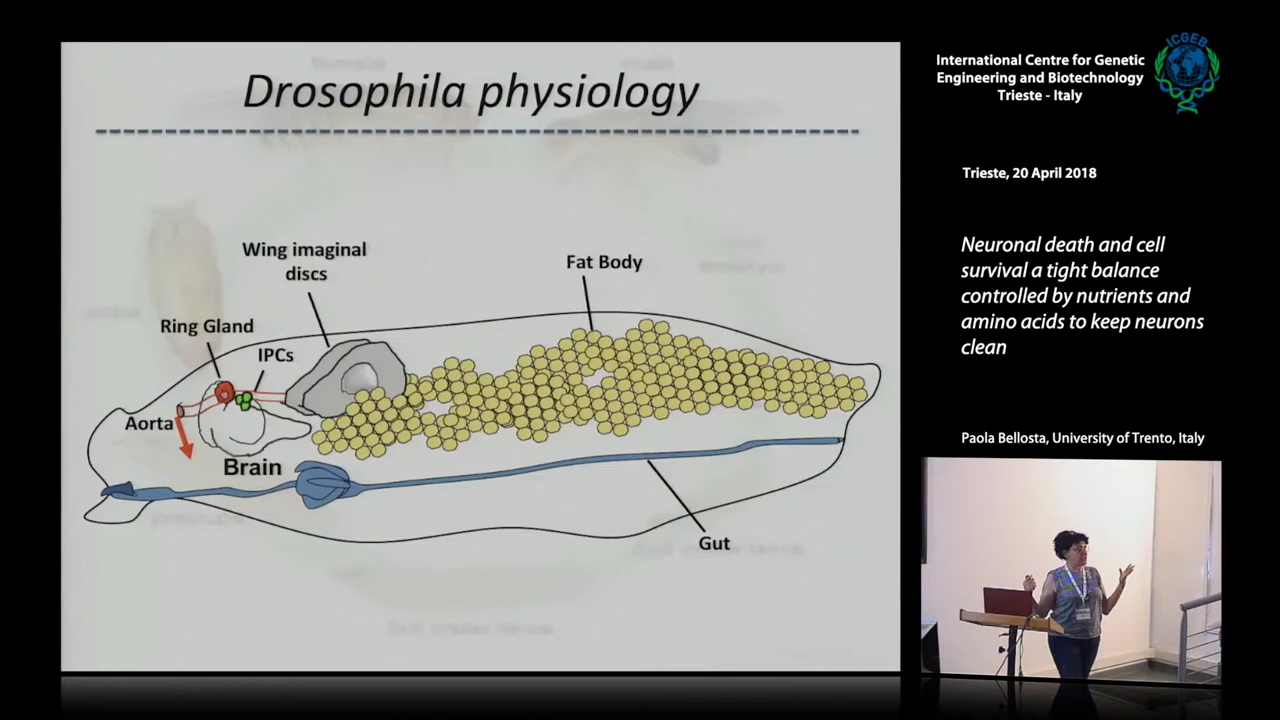 Drosophila physiology
Wing imaginal
discs
Fat Body
Ring Gland
IPCs
Aorta
Brain
Gut
ICGEB
International Centre for Genetic
Engineering and Biotechnology
Trieste - Italy
Trieste, 20 April 2018
Neuronal death and cell
survival a tight balance
controlled by nutrients and
amino acids to keep neurons
clean
Paola Bellosta, University of Trento, Italy